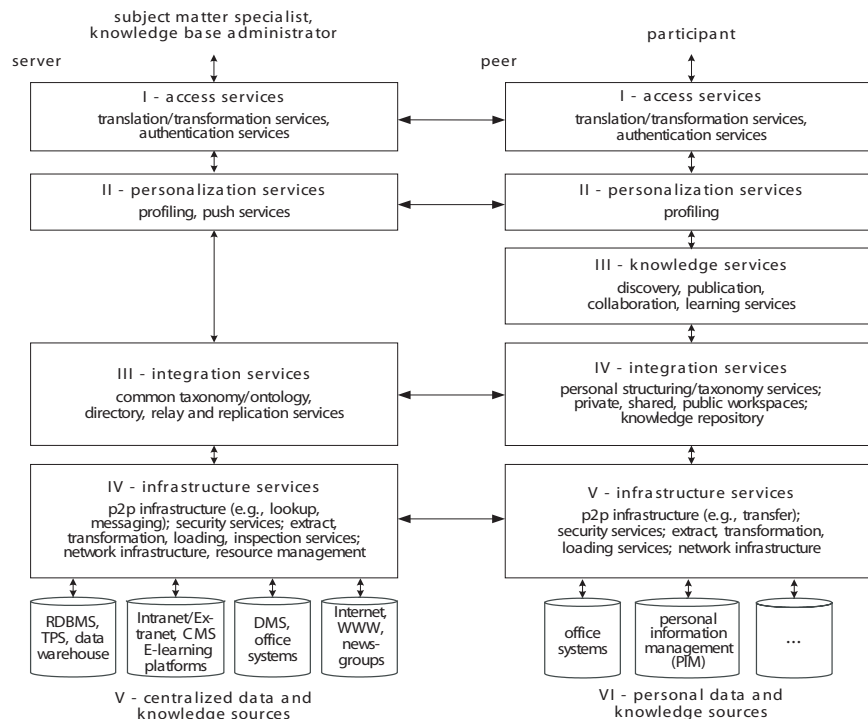 subject matter specialist,
knowledge base administrator
server
I - access services
translation/transformation services,
authentication services
II - personalization services
profiling, push services
III - integration services
common taxonomy/ontology,
directory, relay and replication services
IV - infrastructure services
p2p infrastructure (e.g., lookup,
messaging); security services; extract,
transformation, loading, inspection services;
network infrastructure, resource management
RDBMS,
TPS, data
warehouse
Intranet/Ex-
tranet, CMS
E-learning
platforms
DMS,
office
systems
Internet,
WWW,
news-
groups
V - centralized data and
knowledge sources
participant
peer
I - access services
translation/transformation services,
authentication services
II - personalization services
profiling
III - knowledge services
discovery, publication,
collaboration, learning services
IV - integration services
personal structuring/taxonomy services;
private, shared, public workspaces;
knowledge repository
V - infrastructure services
p2p infrastructure (e.g., transfer);
security services; extract, transformation,
loading services; network infrastructure
office
systems
personal
information
management
(PIM)
...
VI - personal data and
knowledge sources